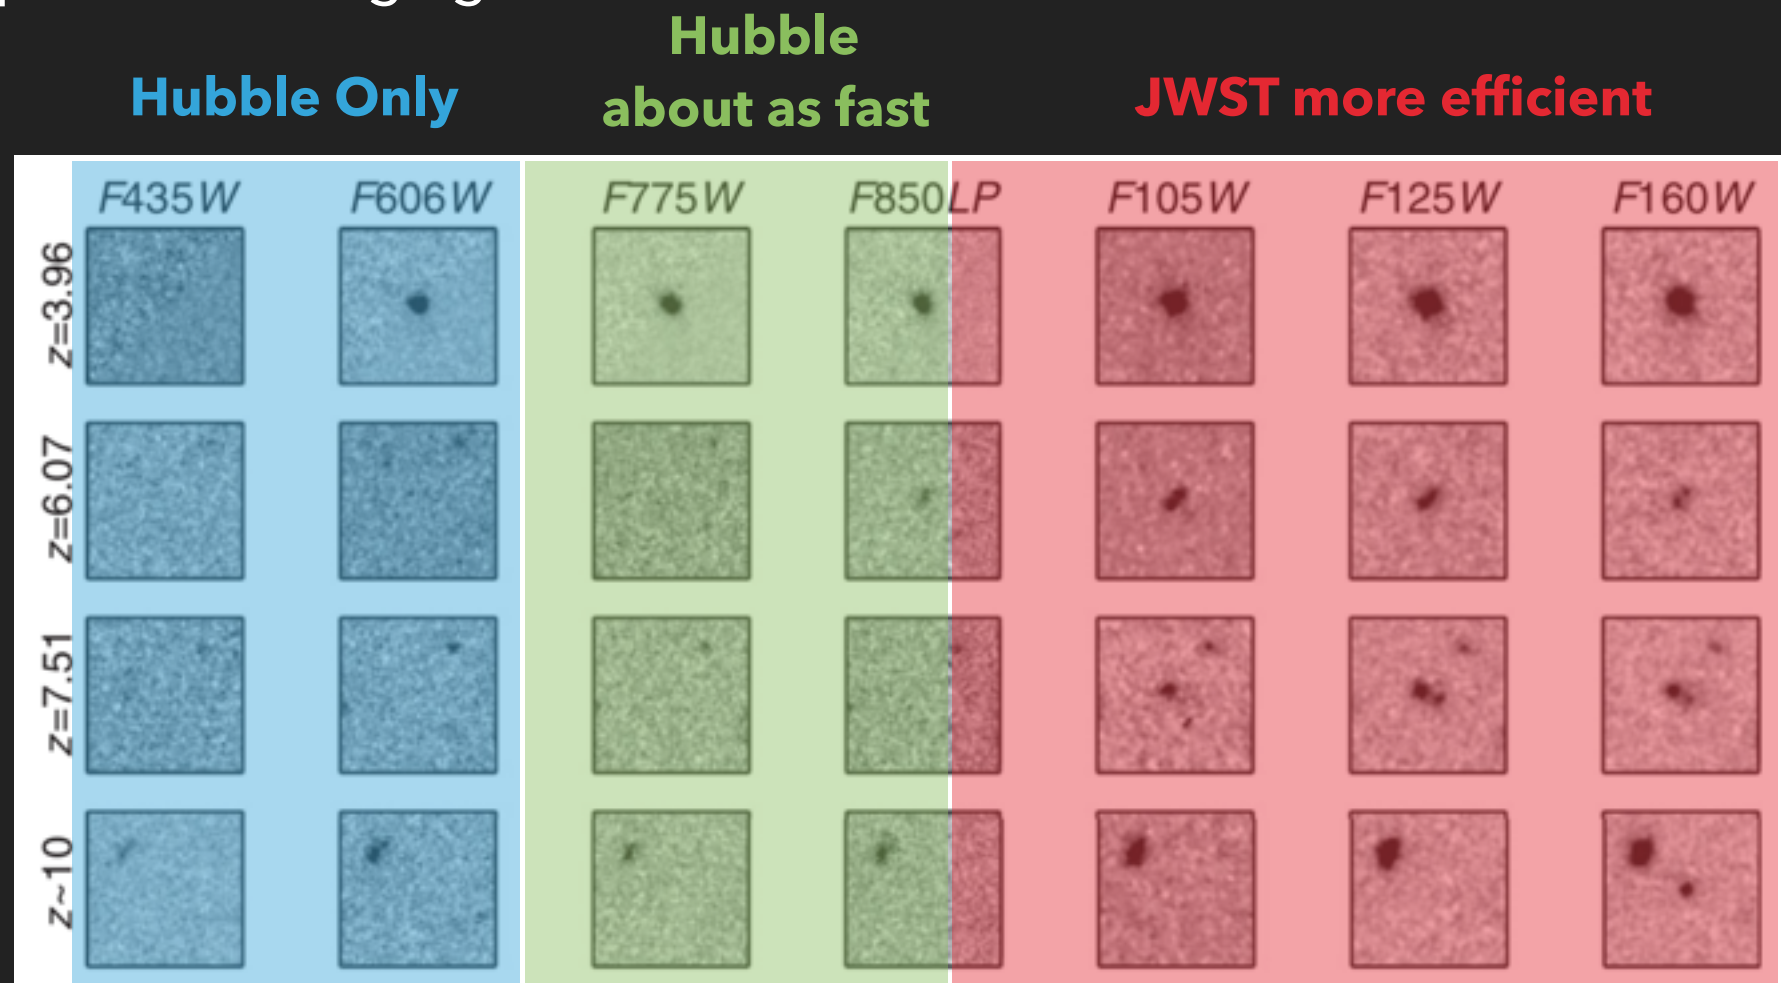 Hubble Only
Hubble
about as fast
JWST more efficient
F435W F606W F775W F850LP F105W F125W F160W
z=3.96
z=6.07
z=7.51
z~10